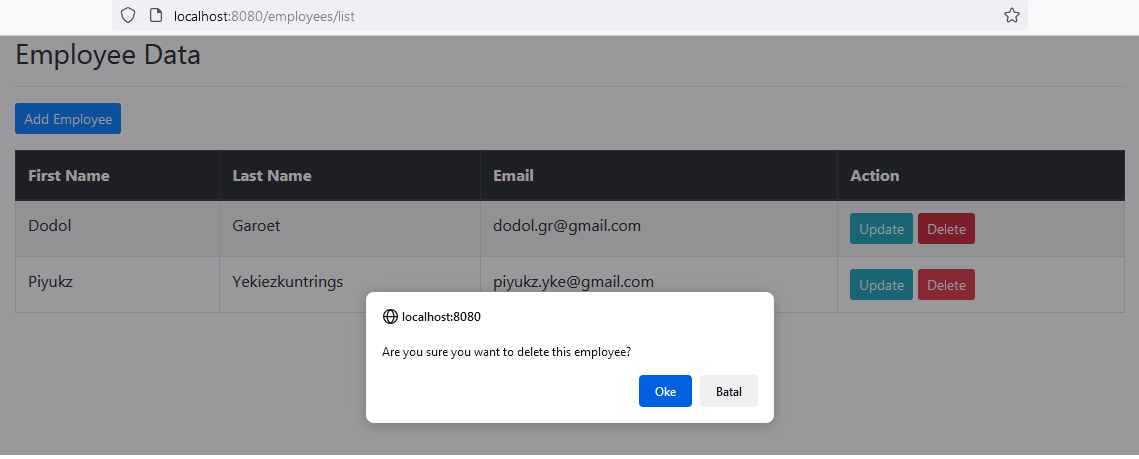 localhost:8080/employees/list
Employee Data
Add Employee
First Name Last Name Email Action
Dodol Garoet dodol.gr@gmail.com Update Delete
Piyukz Yekiezkuntrings piyukz.yke@gmail.com Update Delete
localhost:8080
Are you sure you want to delete this employee?
Oke Batal